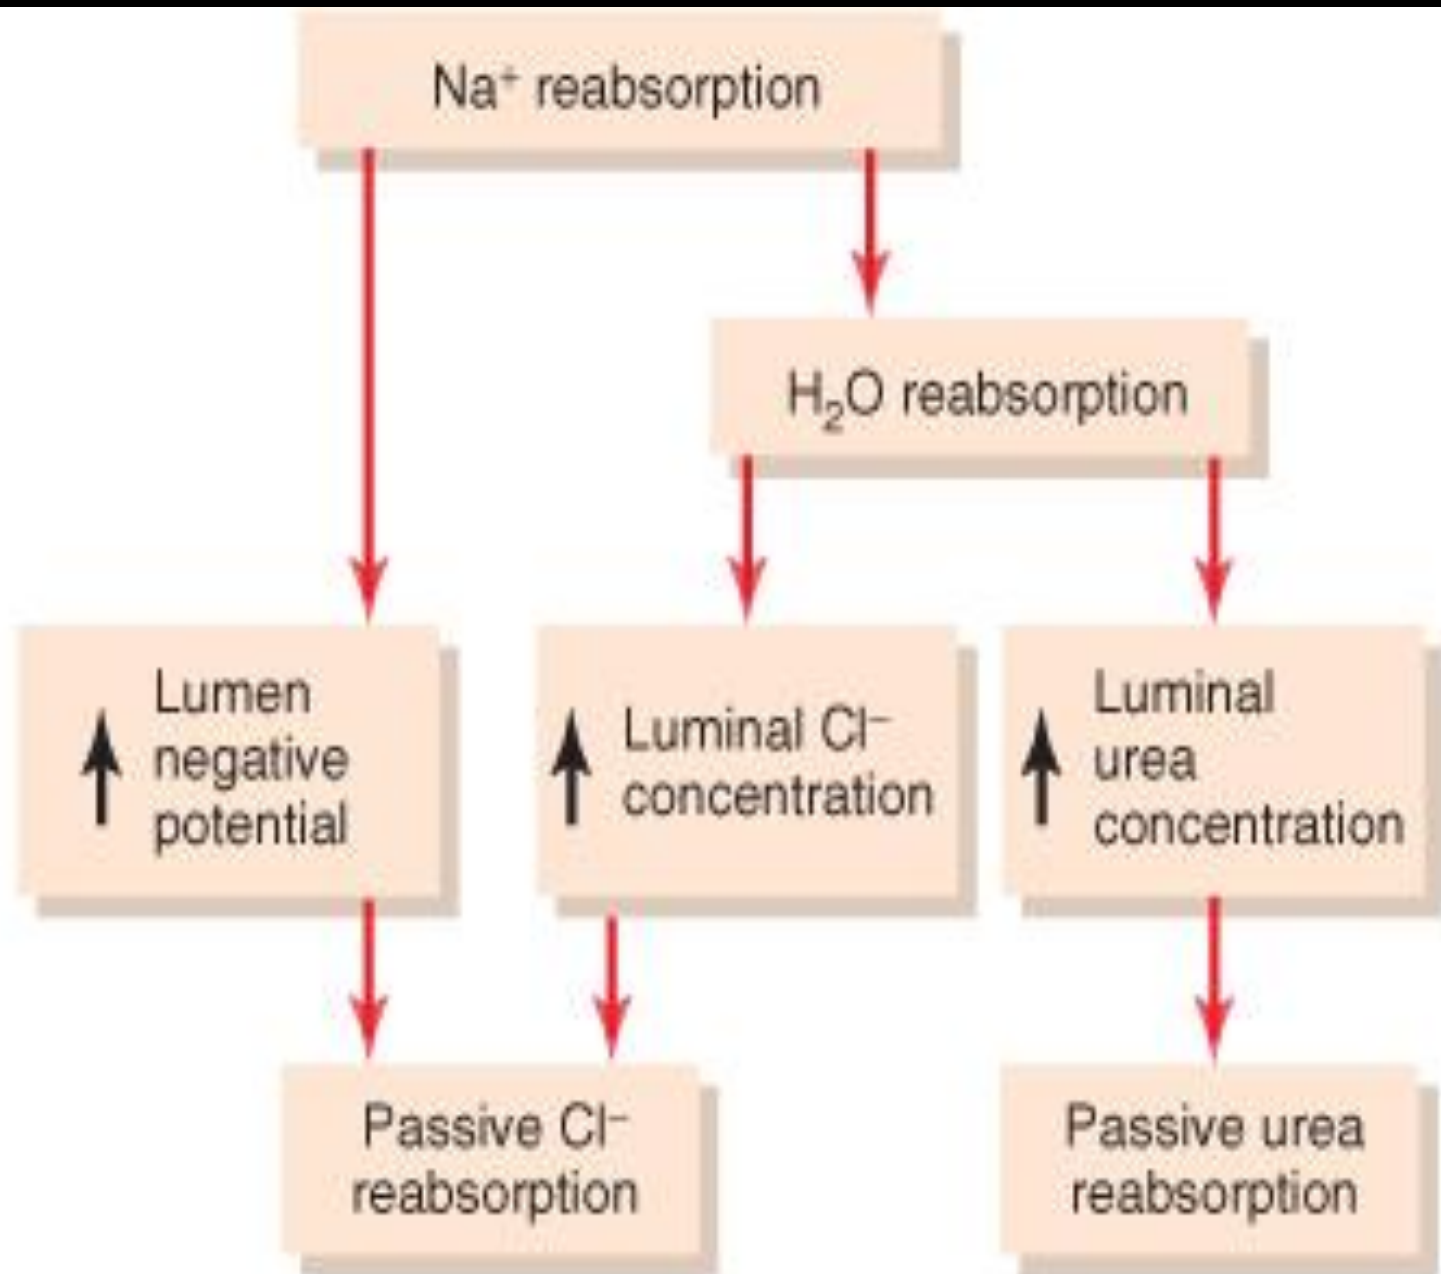 Na⁺ reabsorption
H₂O reabsorption
Lumen
negative
potential
Luminal Cl⁻
concentration
Luminal
urea
concentration
Passive Cl⁻
reabsorption
Passive urea
reabsorption